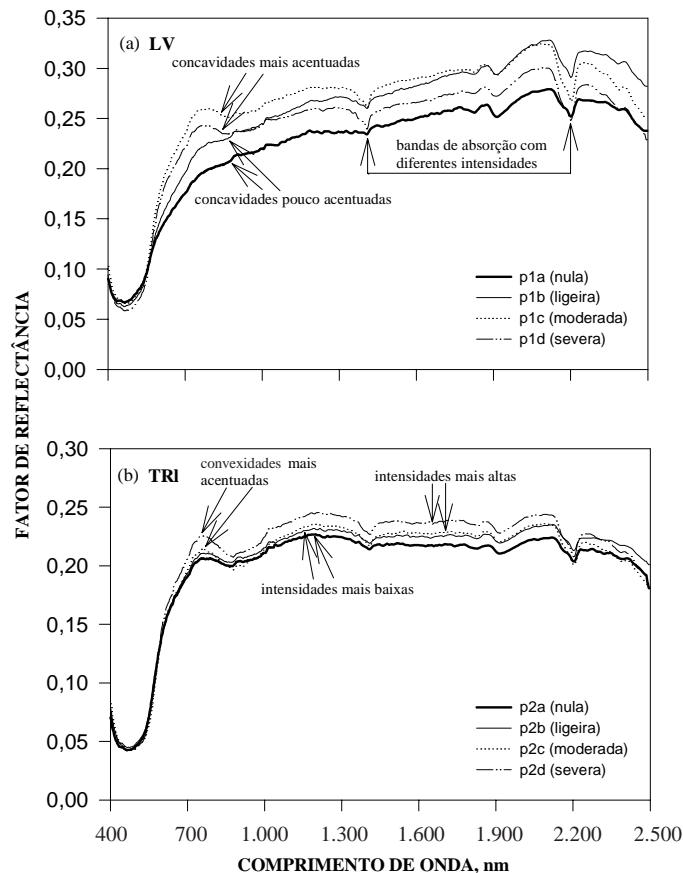 (a) LV
0,35
0,30
0,25
0,20
0,15
0,10
0,05
0,00
concavidades mais acentuadas
bandas de absorção com
diferentes intensidades
concavidades pouco acentuadas
p1a (nula)
p1b (ligeira)
p1c (moderada)
p1d (severa)
FATOR DE REFLECTÂNCIA
(b) TRl
0,30
0,25
0,20
0,15
0,10
0,05
0,00
convexidades mais
acentuadas
intensidades mais altas
intensidades mais baixas
p2a (nula)
p2b (ligeira)
p2c (moderada)
p2d (severa)
400 700 1.000 1.300 1.600 1.900 2.200 2.500
COMPRIMENTO DE ONDA, nm